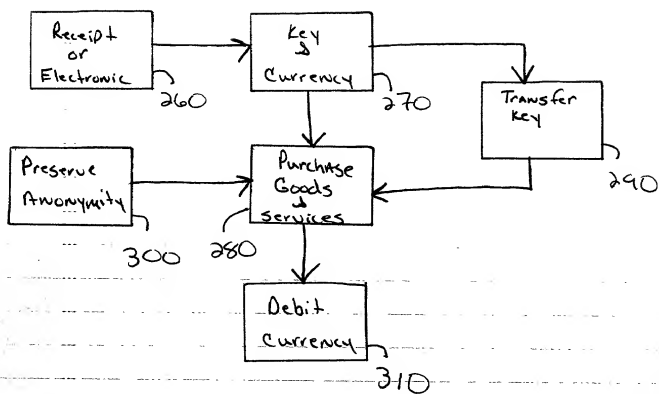 Receipt
or
Electronic
260
Key
&
Currency
270
Transfer
Key
290
Preserve
Anonymity
300
Purchase
Goods
&
Services
280
Debit
Currency
310